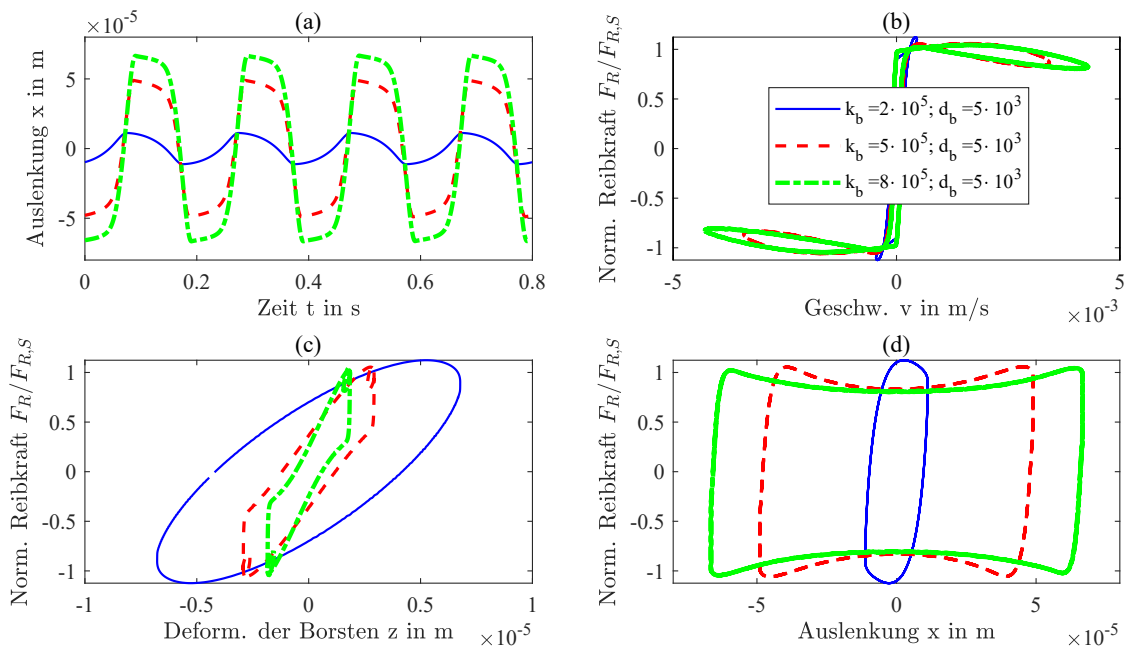 (a)
×10⁻⁵
5
0
-5
Auslenkung x in m
0
0.2
0.4
0.6
0.8
Zeit t in s
(b)
1
0.5
0
-0.5
-1
Norm. Reibkraft F_R/F_{R,S}
k_b =2· 10⁵; d_b =5· 10³
k_b =5· 10⁵; d_b =5· 10³
k_b =8· 10⁵; d_b =5· 10³
-5
0
5
×10⁻³
Geschw. v in m/s
(c)
1
0.5
0
-0.5
-1
Norm. Reibkraft F_R/F_{R,S}
-1
-0.5
0
0.5
1
×10⁻⁵
Deform. der Borsten z in m
(d)
1
0.5
0
-0.5
-1
Norm. Reibkraft F_R/F_{R,S}
-5
0
5
×10⁻⁵
Auslenkung x in m